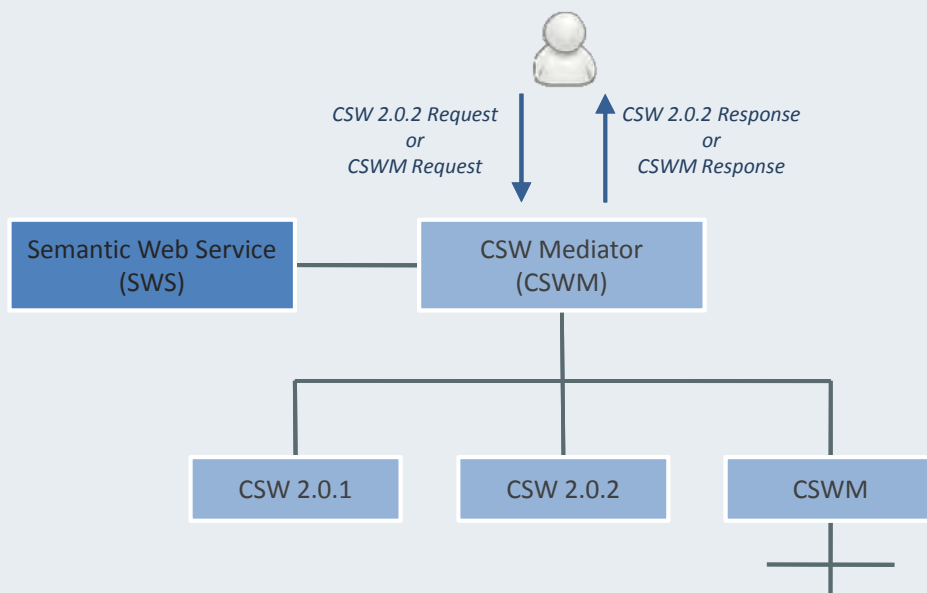 CSW 2.0.2 Request
or
CSWM Request
CSW 2.0.2 Response
or
CSWM Response
Semantic Web Service
(SWS)
CSW Mediator
(CSWM)
CSW 2.0.1
CSW 2.0.2
CSWM